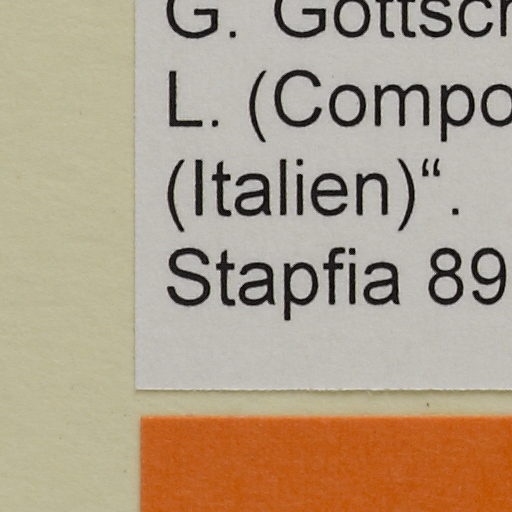 G. Gottsch
L. (Compo
(Italien)“.
Stapfia 89